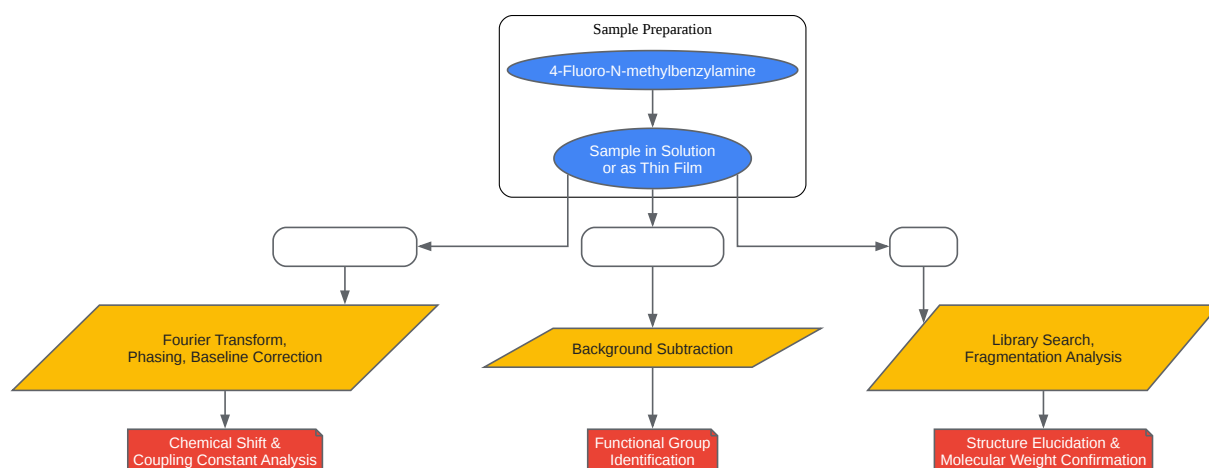 Sample Preparation
4-Fluoro-N-methylbenzylamine
Sample in Solution
or as Thin Film
Fourier Transform,
Phasing, Baseline Correction
Background Subtraction
Library Search,
Fragmentation Analysis
Chemical Shift &
Coupling Constant Analysis
Functional Group
Identification
Structure Elucidation &
Molecular Weight Confirmation